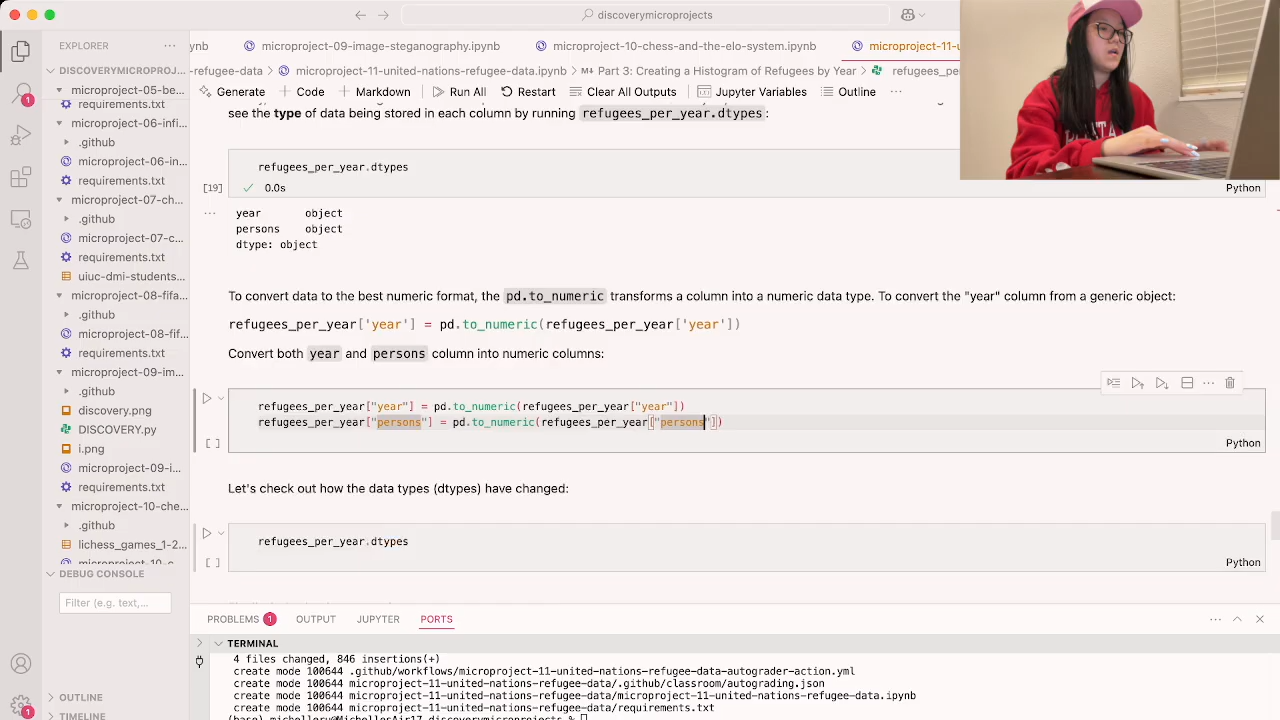 discoverymicroprojects
EXPLORER
nb
microproject-09-image-steganography.ipynb
microproject-10-chess-and-the-elo-system.ipynb
microproject-11-u
DISCOVERYMICROPROJ...
-refugee-data
microproject-11-united-nations-refugee-data.ipynb
Part 3: Creating a Histogram of Refugees by Year
refugees_pe
Generate
Code
Markdown
Run All
Restart
Clear All Outputs
Jupyter Variables
Outline
microproject-05-be...
requirements.txt
microproject-06-infi...
.github
microproject-06-in...
requirements.txt
microproject-07-ch...
.github
microproject-07-c...
requirements.txt
uiuc-dmi-students...
microproject-08-fifa...
.github
microproject-08-fif...
requirements.txt
microproject-09-im...
.github
discovery.png
DISCOVERY.py
i.png
microproject-09-i...
requirements.txt
microproject-10-che...
.github
lichess_games_1-2...
microproject-10-c...
DEBUG CONSOLE
Filter (e.g. text,...
OUTLINE
TIMELINE
see the type of data being stored in each column by running refugees_per_year.dtypes:
refugees_per_year.dtypes
[19]
0.0s
Python
year object
persons object
dtype: object
To convert data to the best numeric format, the pd.to_numeric transforms a column into a numeric data type. To convert the "year" column from a generic object:
refugees_per_year['year'] = pd.to_numeric(refugees_per_year['year'])
Convert both year and persons column into numeric columns:
refugees_per_year["year"] = pd.to_numeric(refugees_per_year["year"])
refugees_per_year["persons"] = pd.to_numeric(refugees_per_year["persons"])
[ ]
Python
Let's check out how the data types (dtypes) have changed:
refugees_per_year.dtypes
[ ]
Python
PROBLEMS 1
OUTPUT
JUPYTER
PORTS
TERMINAL
4 files changed, 846 insertions(+)
create mode 100644 .github/workflows/microproject-11-united-nations-refugee-data-autograder-action.yml
create mode 100644 microproject-11-united-nations-refugee-data/.github/classroom/autograding.json
create mode 100644 microproject-11-united-nations-refugee-data/microproject-11-united-nations-refugee-data.ipynb
create mode 100644 microproject-11-united-nations-refugee-data/requirements.txt
1
1